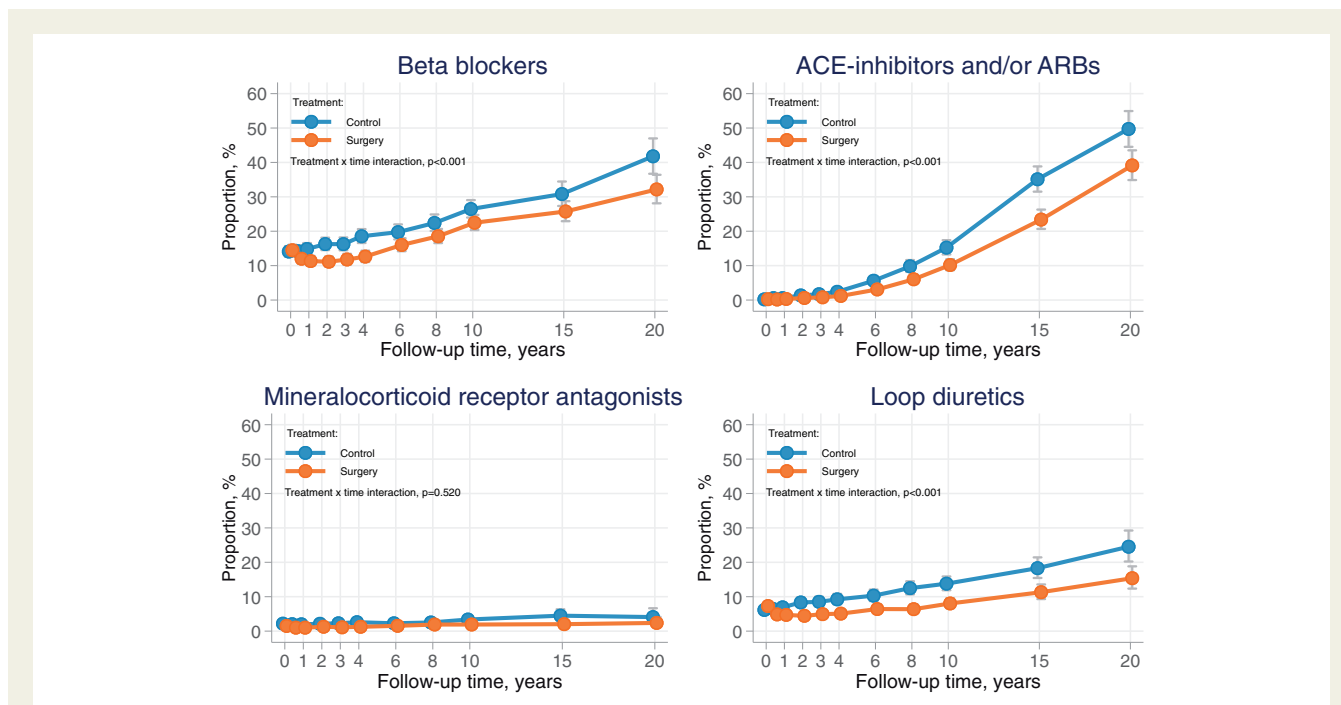 Beta blockers
60
50
40
30
20
10
0
Proportion, %
Treatment:
Control
Surgery
Treatment x time interaction, p<0.001
0 1 2 3 4 6 8 10 15 20
Follow-up time, years
ACE-inhibitors and/or ARBs
60
50
40
30
20
10
0
Proportion, %
Treatment:
Control
Surgery
Treatment x time interaction, p<0.001
0 1 2 3 4 6 8 10 15 20
Follow-up time, years
Mineralocorticoid receptor antagonists
60
50
40
30
20
10
0
Proportion, %
Treatment:
Control
Surgery
Treatment x time interaction, p=0.520
0 1 2 3 4 6 8 10 15 20
Follow-up time, years
Loop diuretics
60
50
40
30
20
10
0
Proportion, %
Treatment:
Control
Surgery
Treatment x time interaction, p<0.001
0 1 2 3 4 6 8 10 15 20
Follow-up time, years